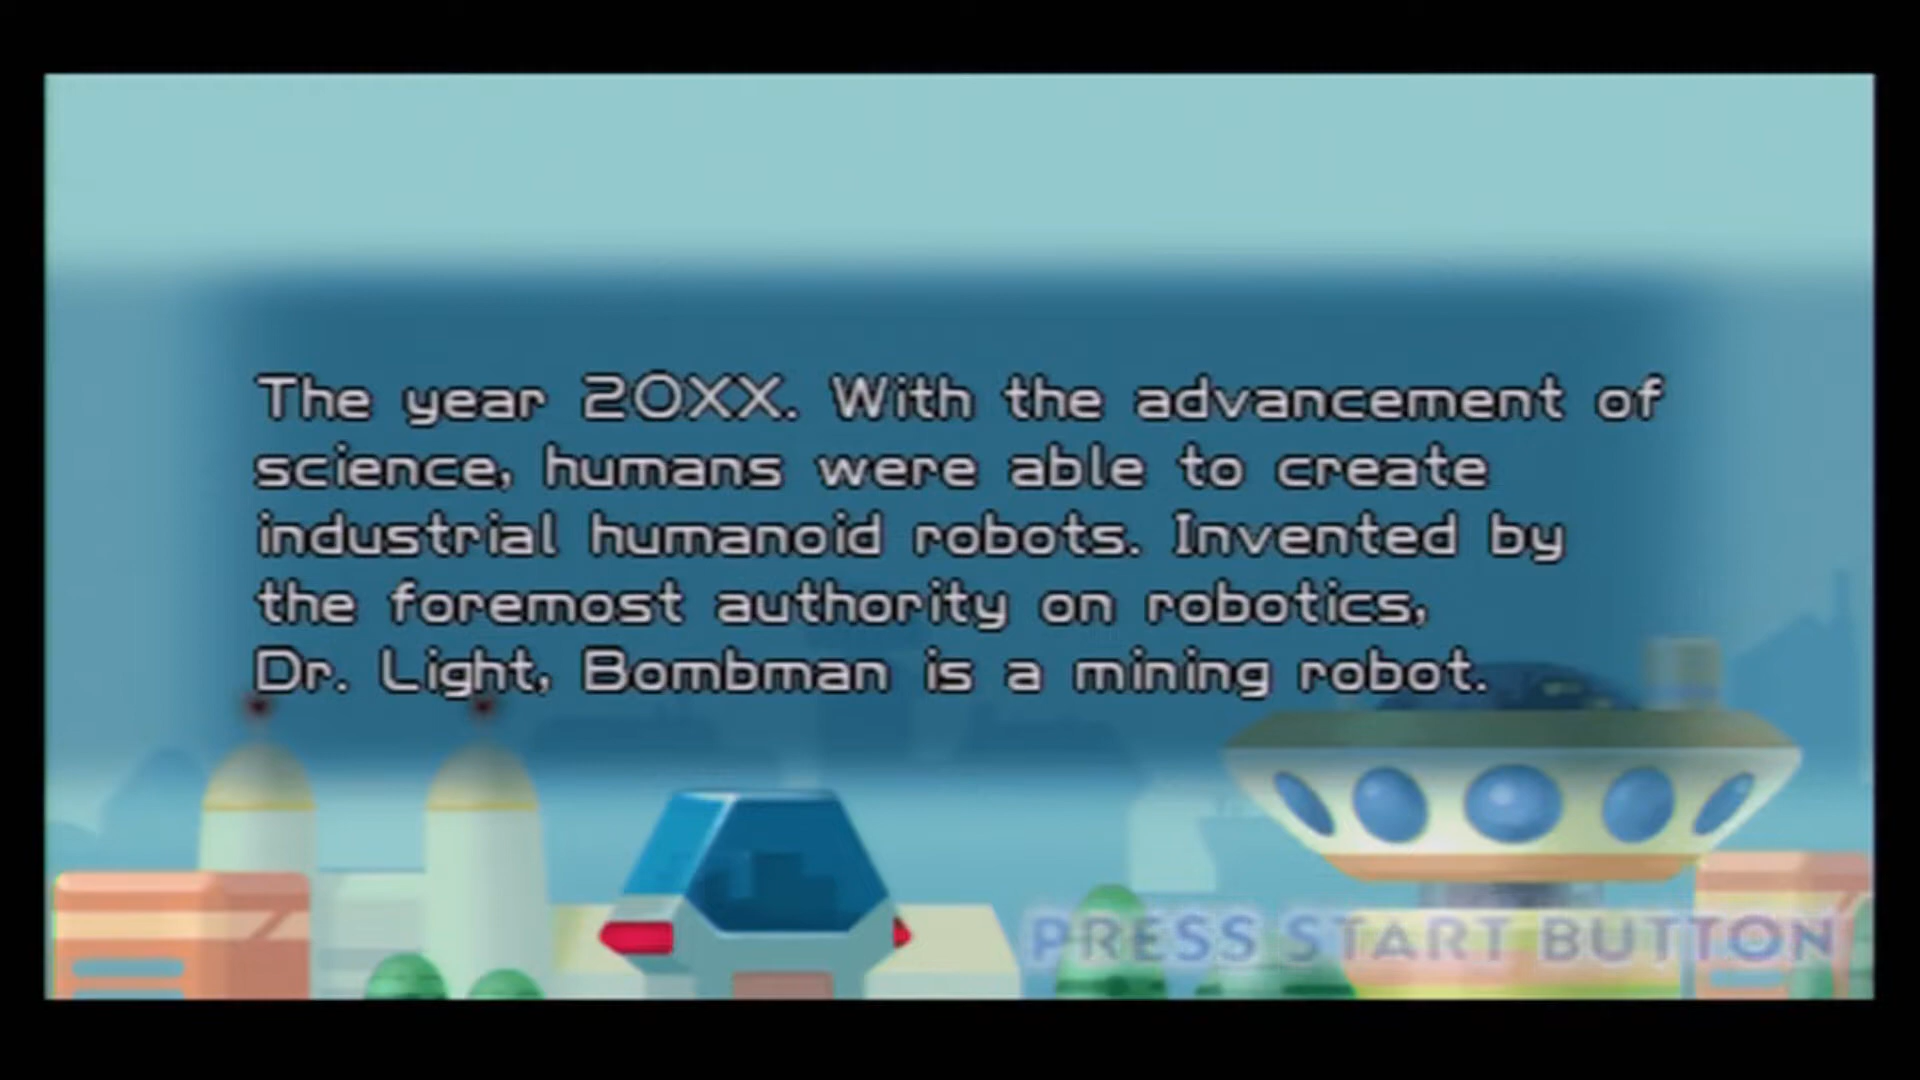 The year 20XX. With the advancement of
science, humans were able to create
industrial humanoid robots. Invented by
the foremost authority on robotics,
Dr. Light, Bombman is a mining robot.
PRESS START BUTTON